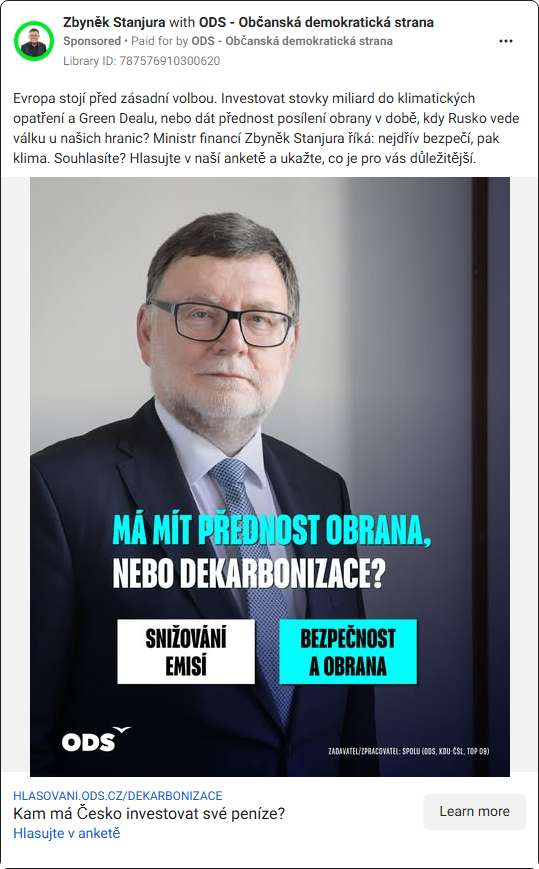 Zbyněk Stanjura with ODS - Občanská demokratická strana
Sponsored • Paid for by ODS - Občanská demokratická strana
Library ID: 787576910300620
Evropa stojí před zásadní volbou. Investovat stovky miliard do klimatických
opatření a Green Dealu, nebo dát přednost posílení obrany v době, kdy Rusko vede
válku u našich hranic? Ministr financí Zbyněk Stanjura říká: nejdřív bezpečí, pak
klima. Souhlasíte? Hlasujte v naší anketě a ukažte, co je pro vás důležitější.
MÁ MÍT PŘEDNOST OBRANA,
NEBO DEKARBONIZACE?
SNIŽOVÁNÍ
EMISÍ
BEZPEČNOST
A OBRANA
ODS
ZADAVATEL/ZPRACOVATEL: SPOLU (ODS, KDU-ČSL, TOP 09)
HLASOVANI.ODS.CZ/DEKARBONIZACE
Kam má Česko investovat své peníze?
Hlasujte v anketě
Learn more